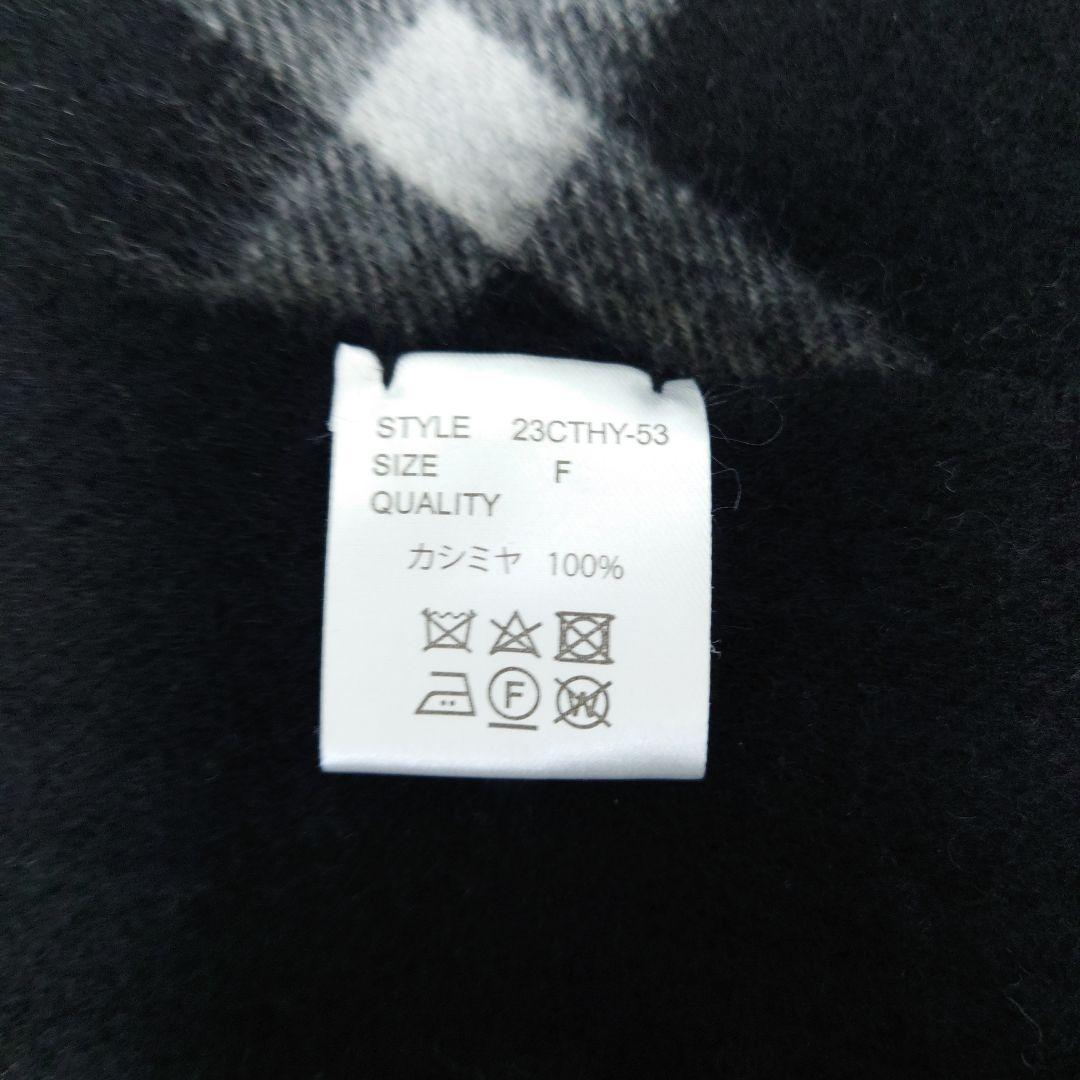 STYLE 23CTHY-53
SIZE F
QUALITY
カシミヤ 100%
F W